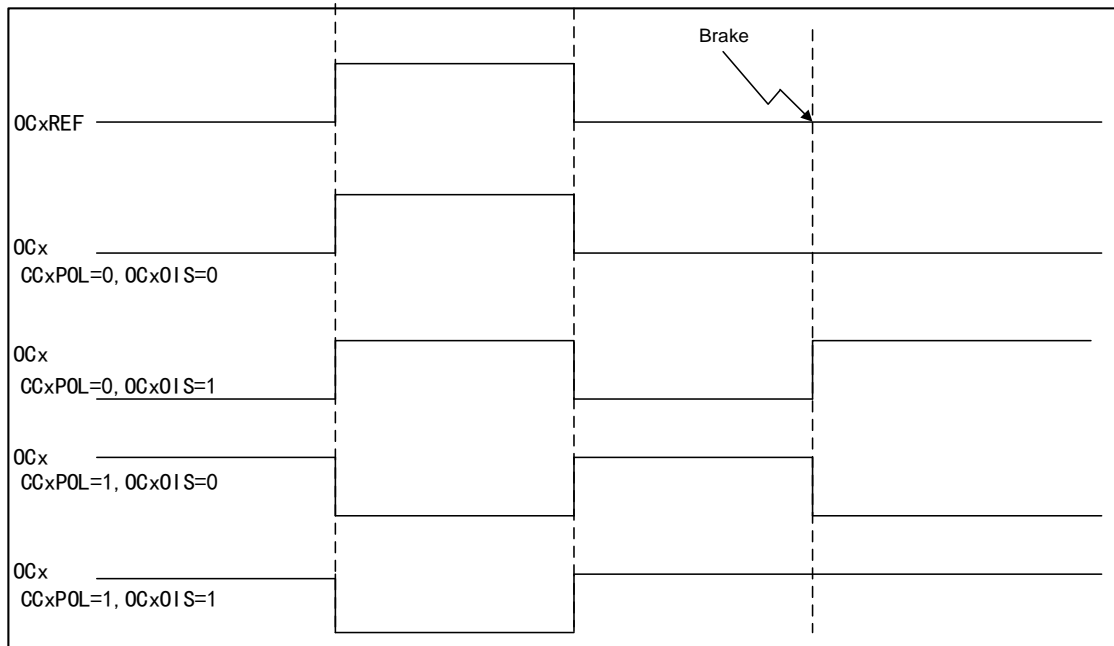 Brake
OCxREF
OCx
CCxPOL=0, OCxOIS=0
OCx
CCxPOL=0, OCxOIS=1
OCx
CCxPOL=1, OCxOIS=0
OCx
CCxPOL=1, OCxOIS=1